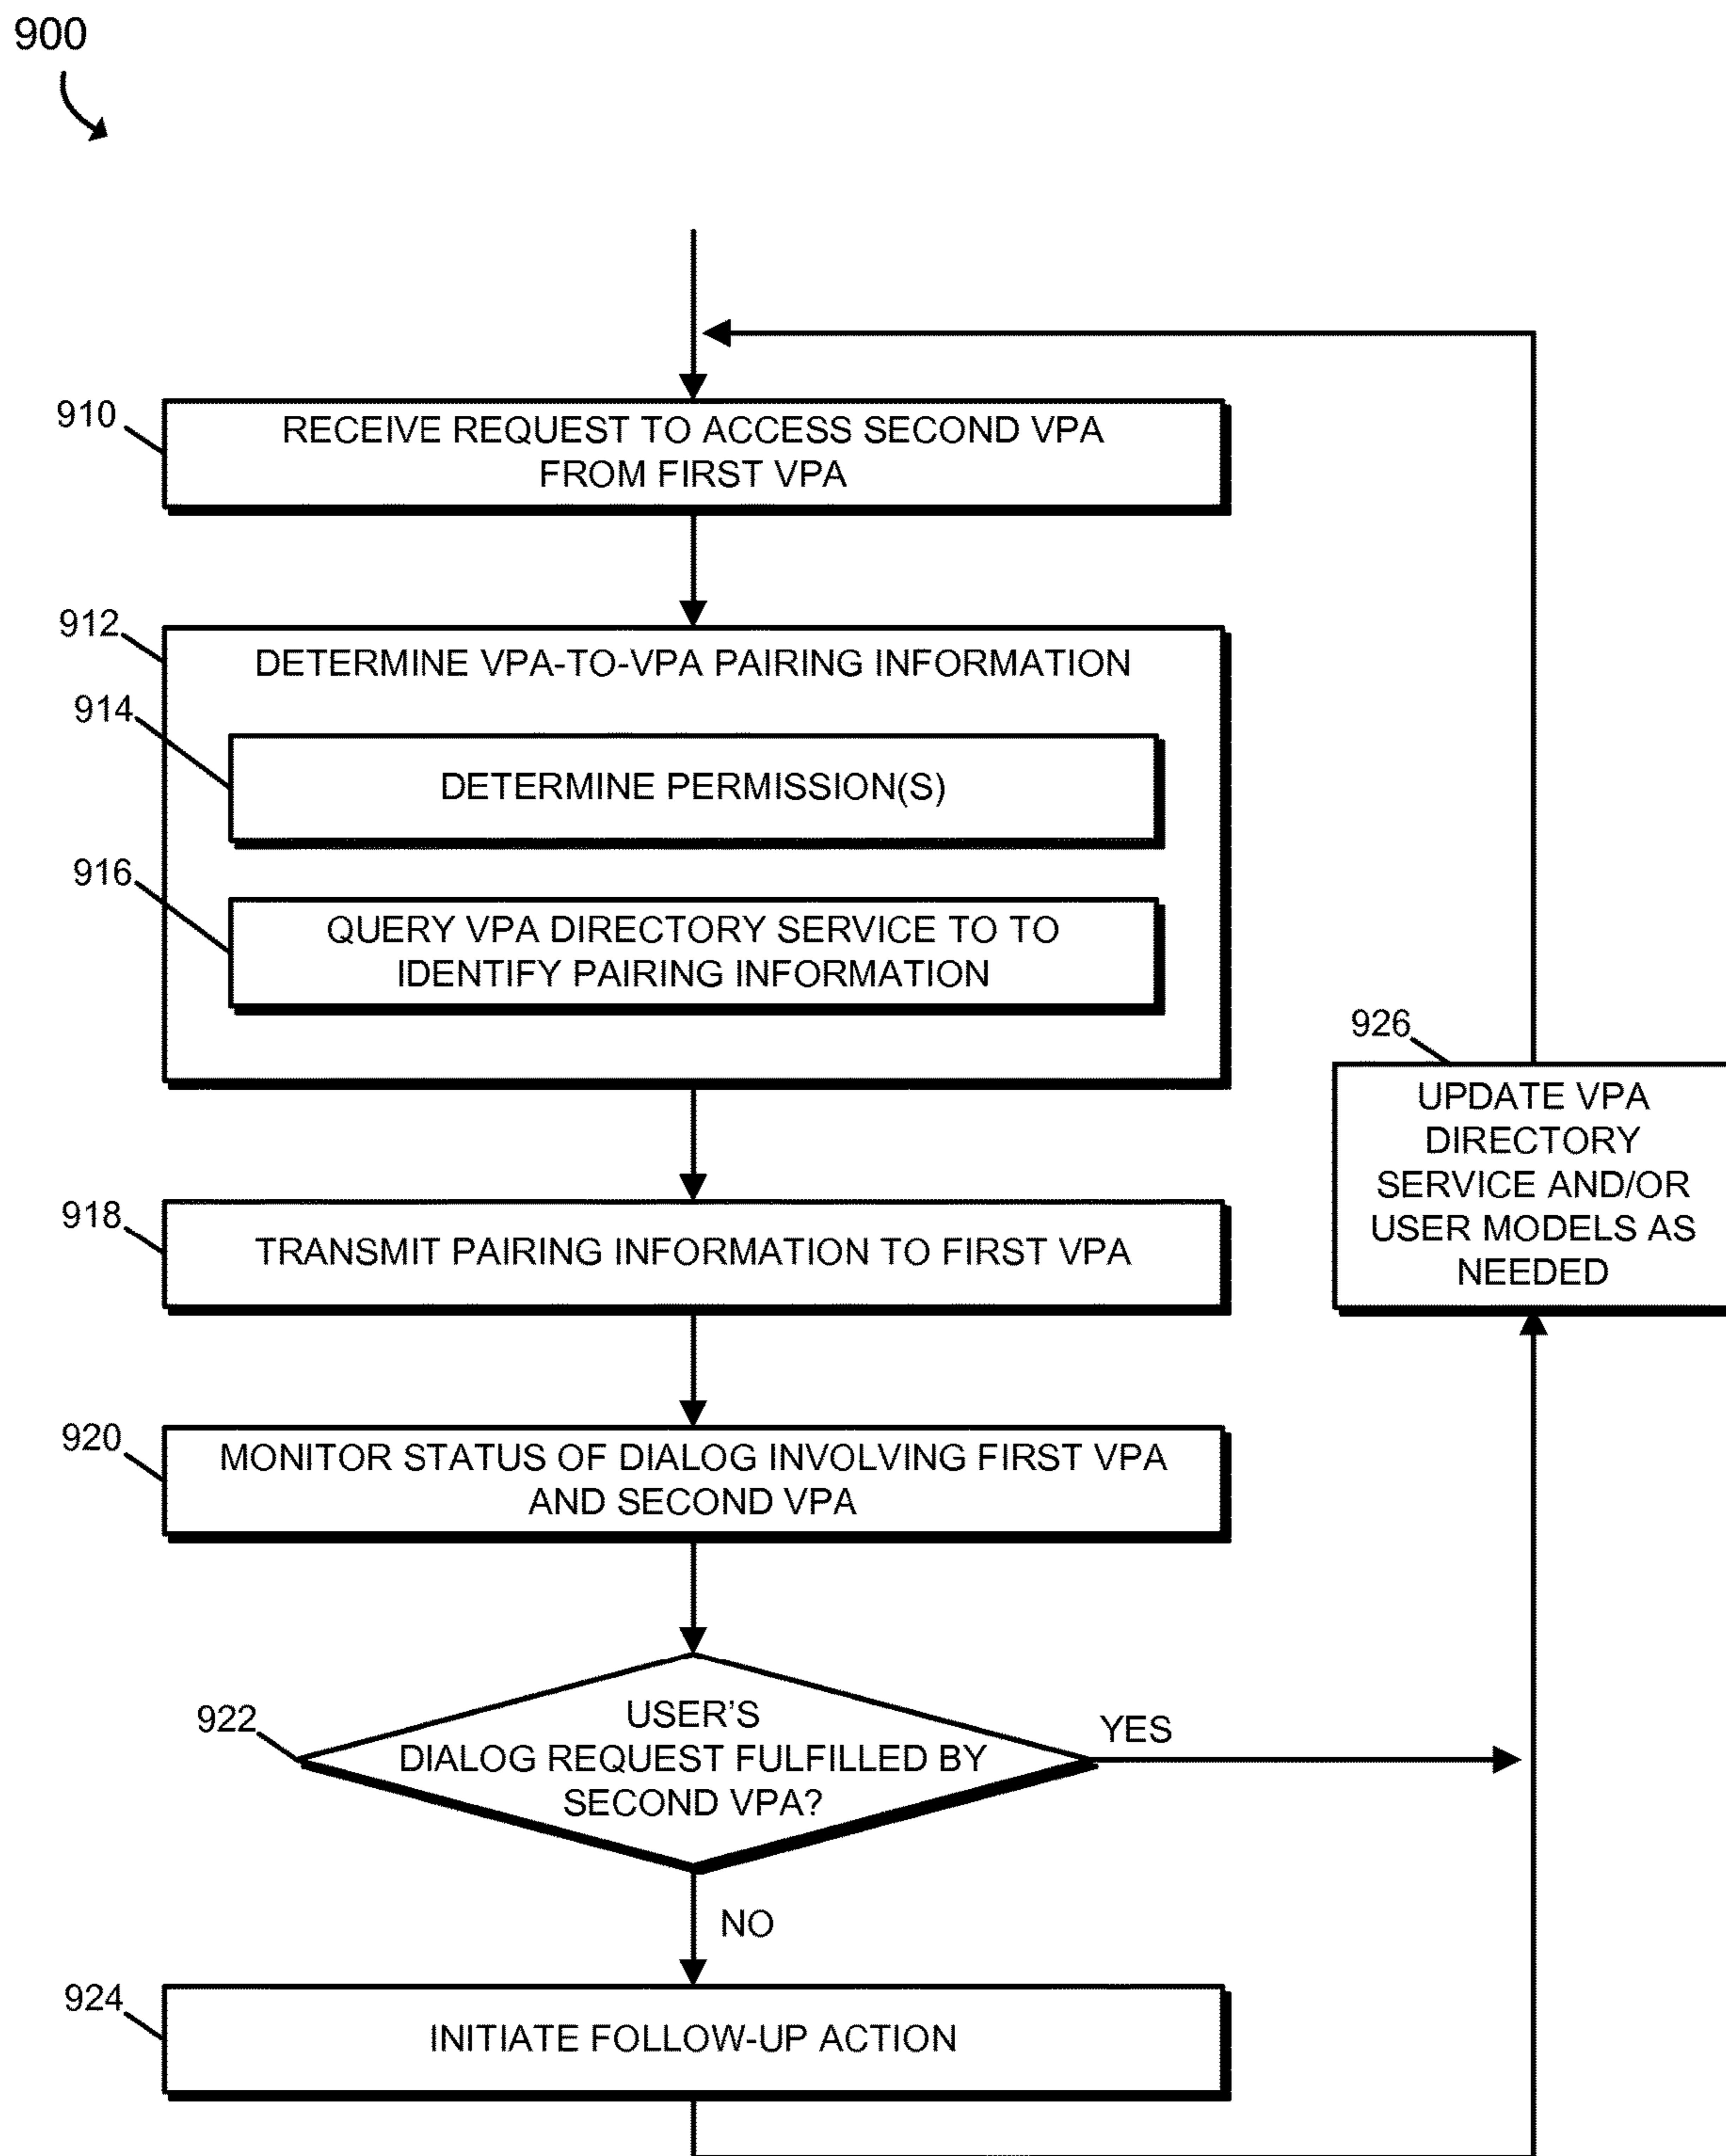 900
910
RECEIVE REQUEST TO ACCESS SECOND VPA
FROM FIRST VPA
912
DETERMINE VPA-TO-VPA PAIRING INFORMATION
914
DETERMINE PERMISSION(S)
916
QUERY VPA DIRECTORY SERVICE TO TO
IDENTIFY PAIRING INFORMATION
918
TRANSMIT PAIRING INFORMATION TO FIRST VPA
920
MONITOR STATUS OF DIALOG INVOLVING FIRST VPA
AND SECOND VPA
922
USER'S
DIALOG REQUEST FULFILLED BY
SECOND VPA?
YES
NO
924
INITIATE FOLLOW-UP ACTION
926
UPDATE VPA
DIRECTORY
SERVICE AND/OR
USER MODELS AS
NEEDED